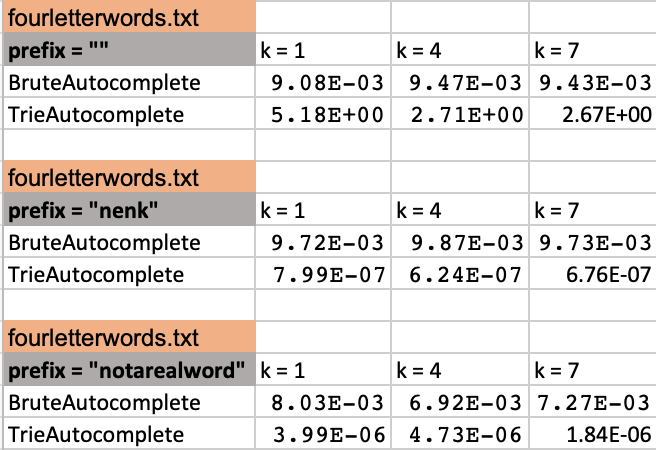 fourletterwords.txt
prefix = "" k = 1 k = 4 k = 7
BruteAutocomplete 9.08E-03 9.47E-03 9.43E-03
TrieAutocomplete 5.18E+00 2.71E+00 2.67E+00
fourletterwords.txt
prefix = "nenk" k = 1 k = 4 k = 7
BruteAutocomplete 9.72E-03 9.87E-03 9.73E-03
TrieAutocomplete 7.99E-07 6.24E-07 6.76E-07
fourletterwords.txt
prefix = "notarealword" k = 1 k = 4 k = 7
BruteAutocomplete 8.03E-03 6.92E-03 7.27E-03
TrieAutocomplete 3.99E-06 4.73E-06 1.84E-06